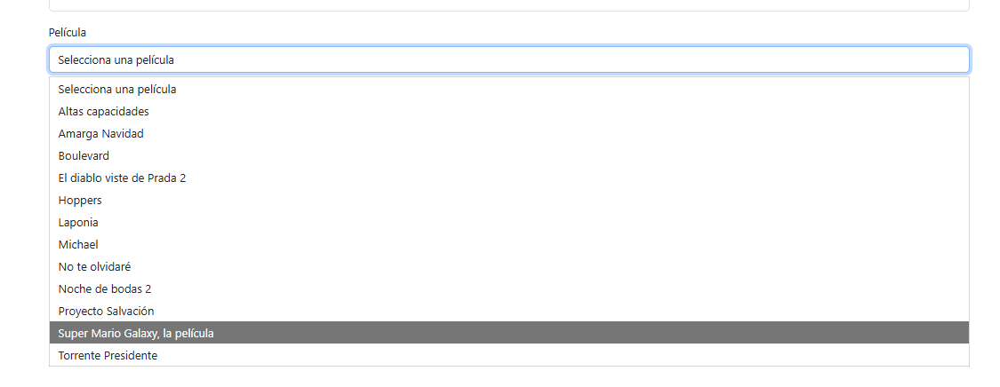 Película
Selecciona una película
Selecciona una película
Altas capacidades
Amarga Navidad
Boulevard
El diablo viste de Prada 2
Hoppers
Laponia
Michael
No te olvidaré
Noche de bodas 2
Proyecto Salvación
Super Mario Galaxy, la película
Torrente Presidente